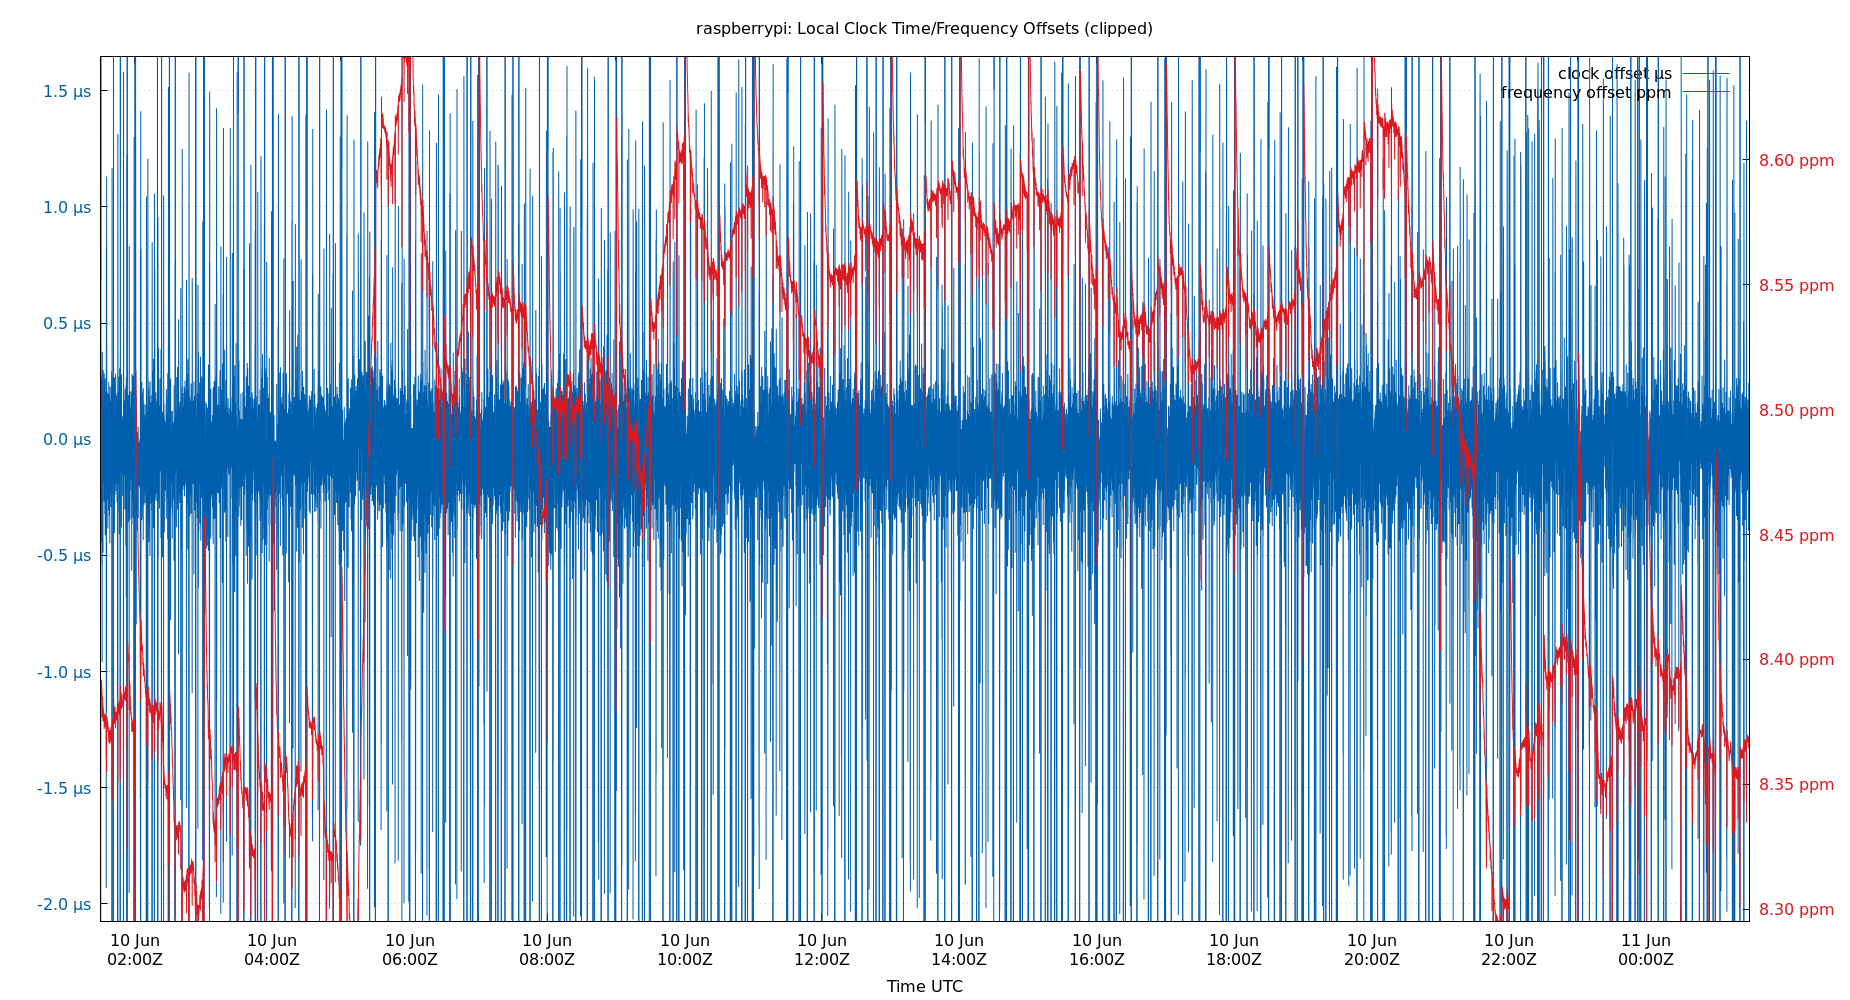 raspberrypi: Local Clock Time/Frequency Offsets (clipped)
clock offset µs
frequency offset ppm
1.5 µs
1.0 µs
0.5 µs
0.0 µs
-0.5 µs
-1.0 µs
-1.5 µs
-2.0 µs
8.60 ppm
8.55 ppm
8.50 ppm
8.45 ppm
8.40 ppm
8.35 ppm
8.30 ppm
10 Jun 10 Jun 10 Jun 10 Jun 10 Jun 10 Jun 10 Jun 10 Jun 10 Jun 10 Jun 10 Jun 11 Jun
02:00Z 04:00Z 06:00Z 08:00Z 10:00Z 12:00Z 14:00Z 16:00Z 18:00Z 20:00Z 22:00Z 00:00Z
Time UTC